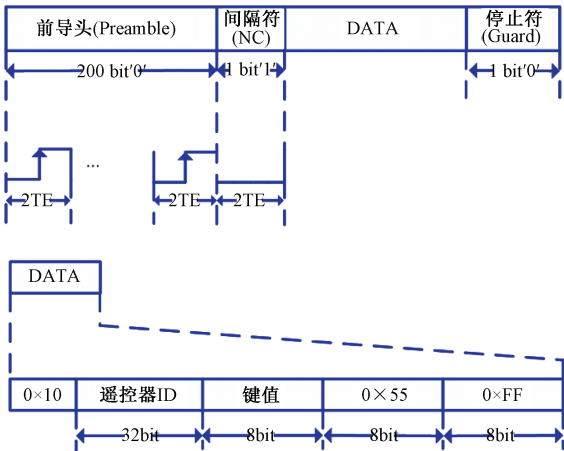 前导头(Preamble)
间隔符
(NC)
DATA
停止符
(Guard)
200 bit'0'
1 bit'1'
1 bit'0'
...
2TE
2TE
2TE
DATA
0×10
遥控器ID
键值
0×55
0×FF
32bit
8bit
8bit
8bit